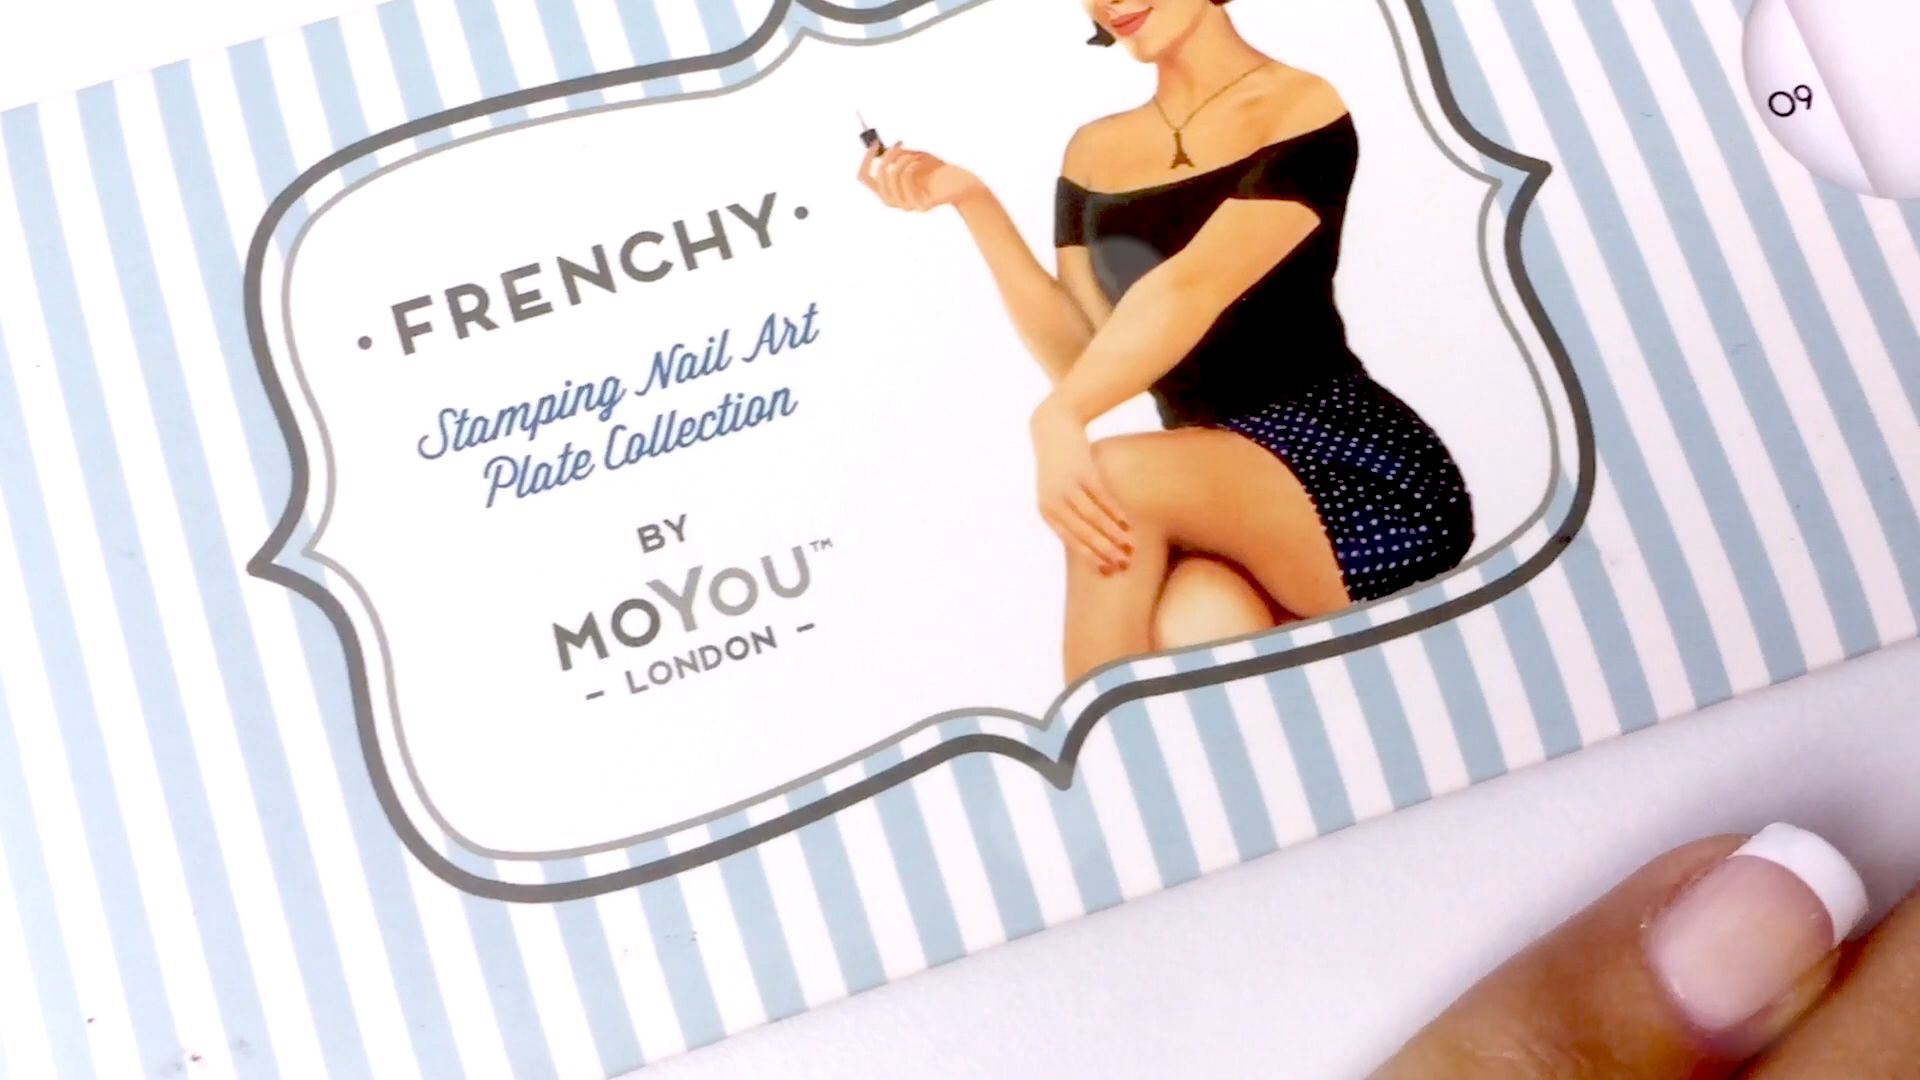 • FRENCHY •
Stamping Nail Art
Plate Collection
BY
MOYOU™
- LONDON -
09